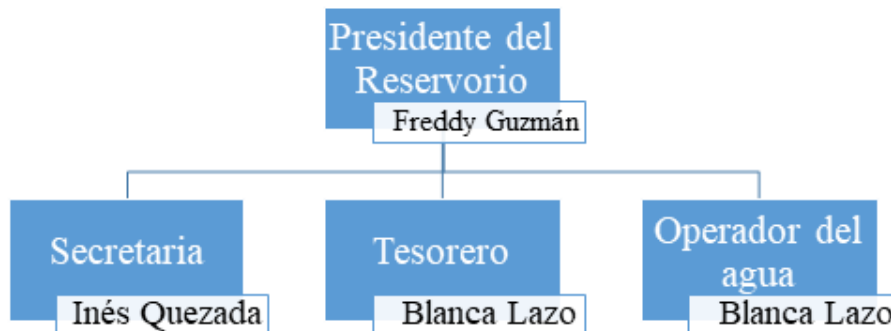 Presidente del
Reservorio
Freddy Guzmán
Secretaria
Inés Quezada
Tesorero
Blanca Lazo
Operador del
agua
Blanca Lazo